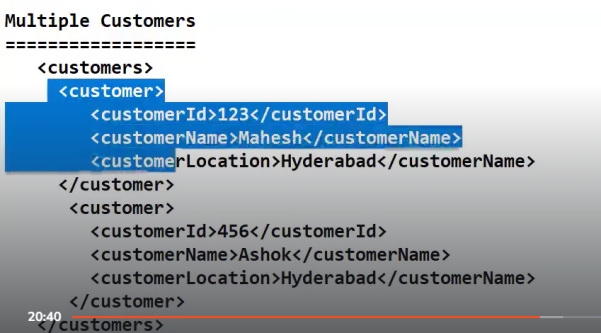 Multiple Customers
==================
<customers>
<customer>
<customerId>123</customerId>
<customerName>Mahesh</customerName>
<customerLocation>Hyderabad</customerName>
</customer>
<customer>
<customerId>456</customerId>
<customerName>Ashok</customerName>
<customerLocation>Hyderabad</customerName>
</customer>
20:40
</customers>